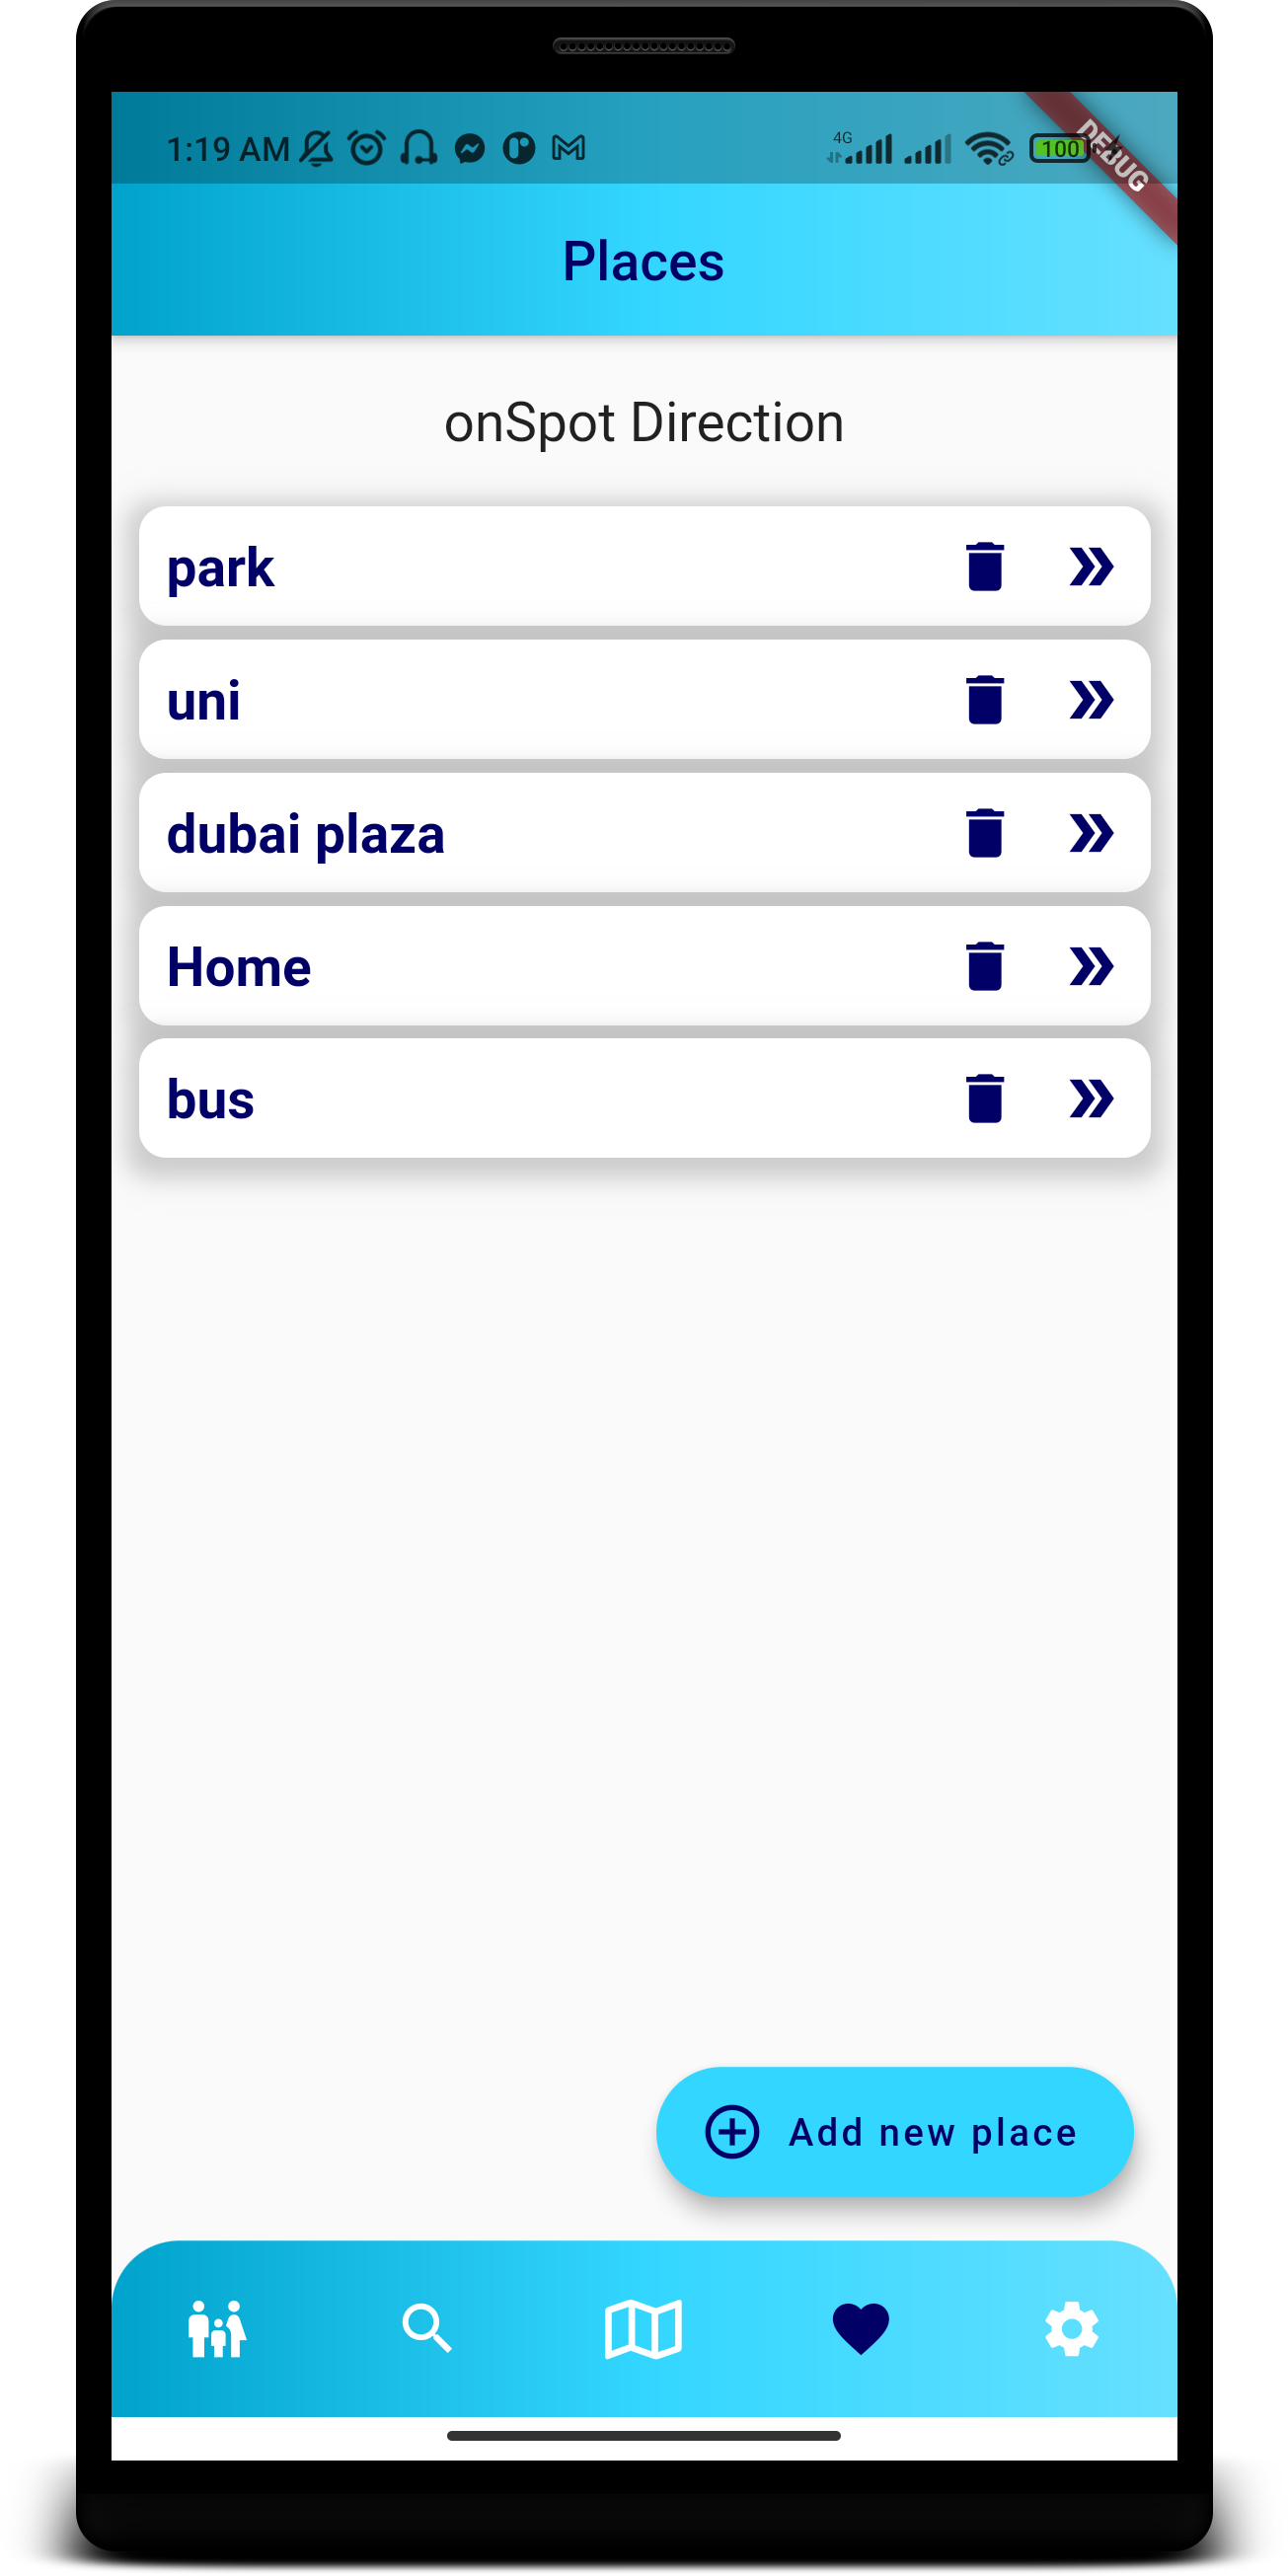 1:19 AM
4G
100
DEBUG
Places
onSpot Direction
park
uni
dubai plaza
Home
bus
Add new place